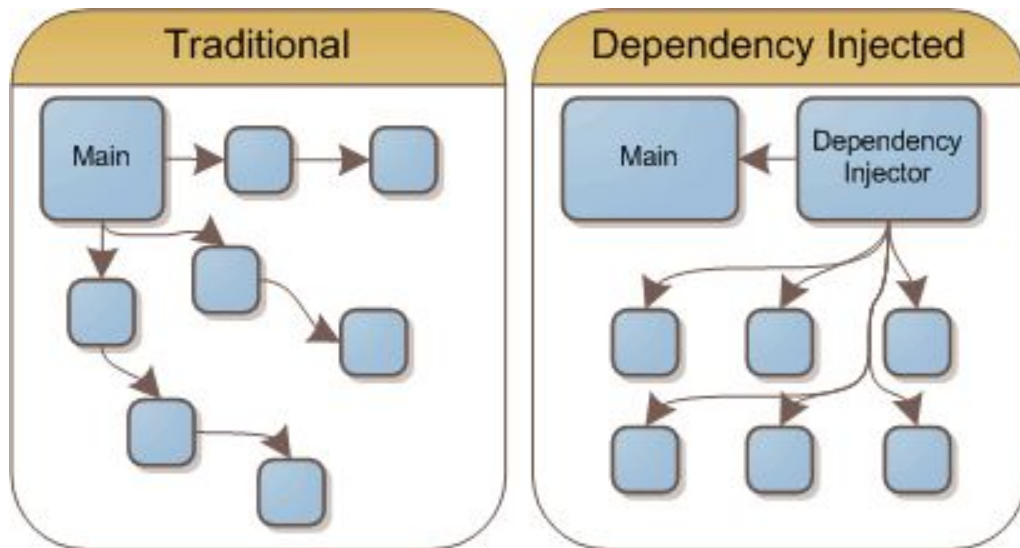 Traditional
Main
Dependency Injected
Main
Dependency
Injector